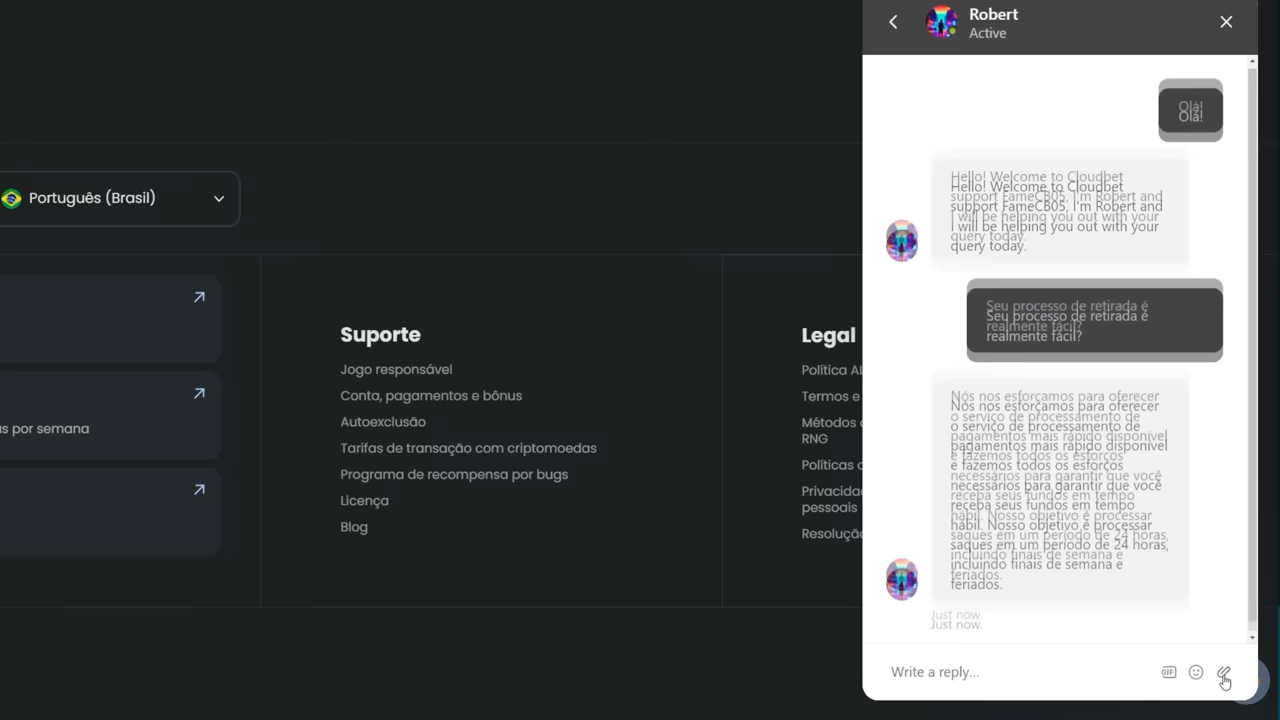 Robert
Active
Olá!
Hello! Welcome to Cloudbet
support FameCB05, I'm Robert and
I will be helping you out with your
query today.
Seu processo de retirada é
realmente fácil?
Nós nos esforçamos para oferecer
o serviço de processamento de
pagamentos mais rápido disponível
e fazemos todos os esforços
necessários para garantir que você
receba seus fundos em tempo
hábil. Nosso objetivo é processar
saques em um período de 24 horas,
incluindo finais de semana e
feriados.
Just now.
Write a reply...
GIF
Português (Brasil)
as por semana
Suporte
Jogo responsável
Conta, pagamentos e bônus
Autoexclusão
Tarifas de transação com criptomoedas
Programa de recompensa por bugs
Licença
Blog
Legal
Política
Termos e
Métodos
RNG
Políticas
pessoais